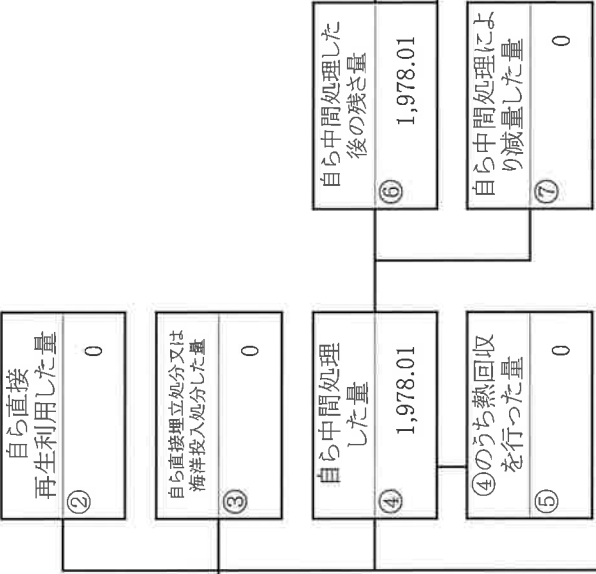 自ら直接
再生利用した量
②
0
自ら直接埋立処分又は
海洋投入処分した量
③
0
自ら中間処理
した量
④
1,978.01
④のうち熱回収
を行った量
⑤
0
自ら中間処理した
後の残さ量
⑥
1,978.01
自ら中間処理によ
り減量した量
⑦
0